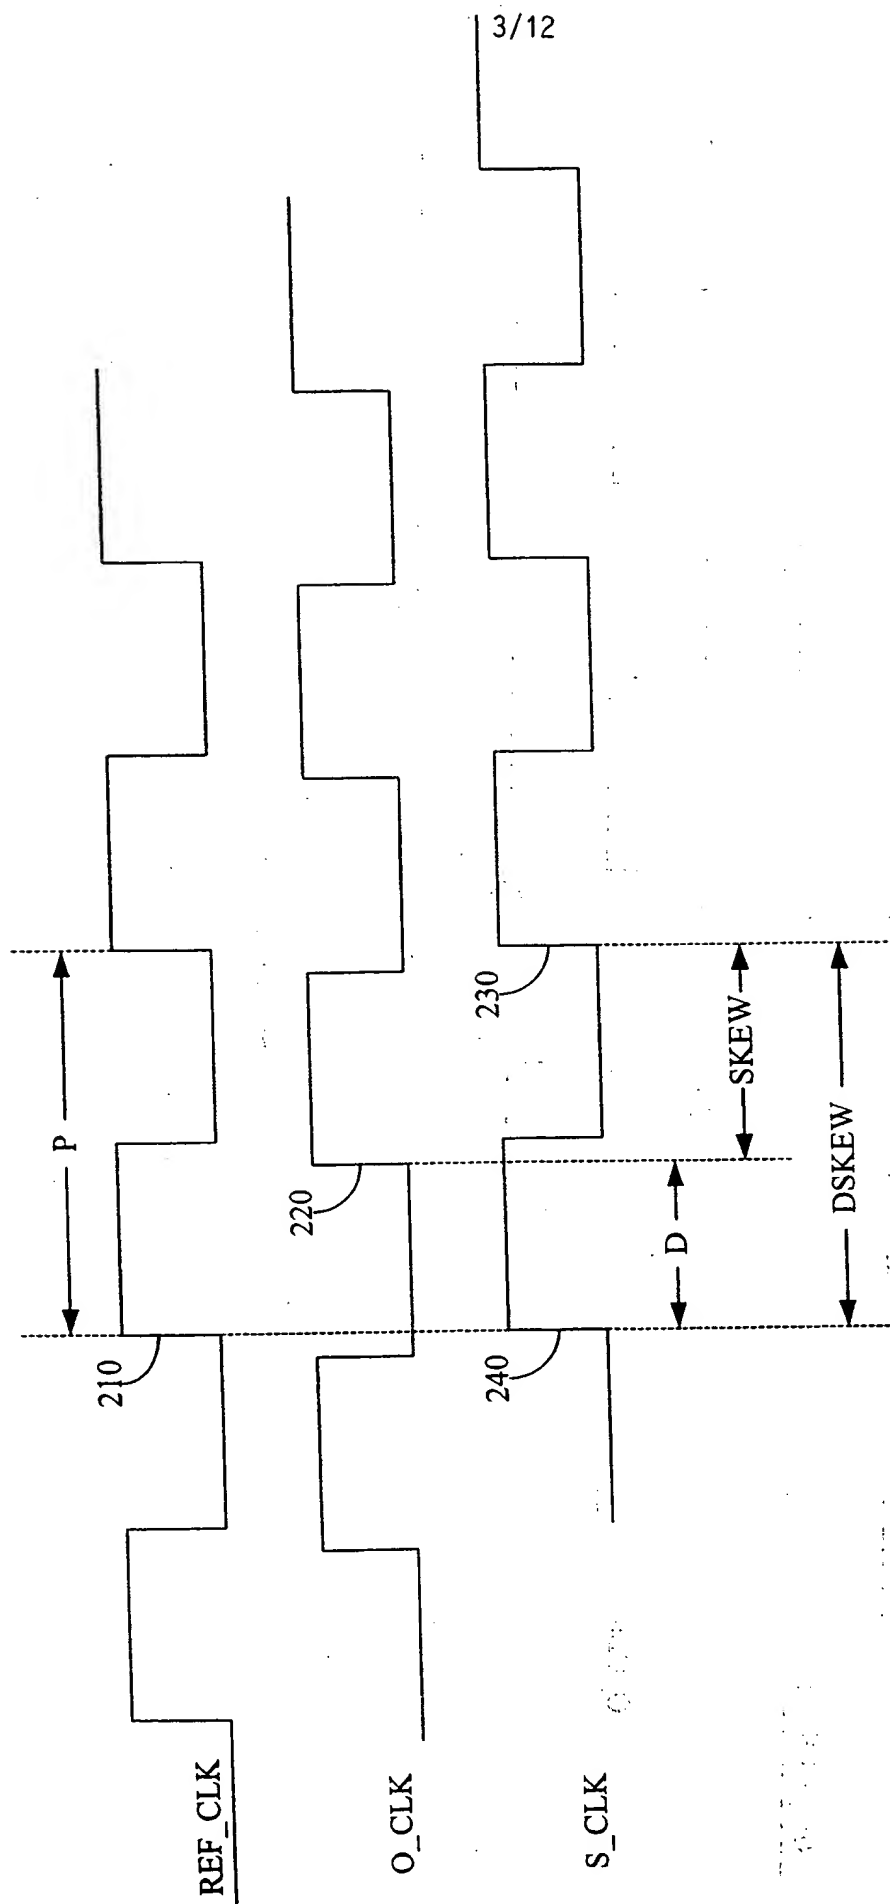 3/12
REF_CLK
O_CLK
S_CLK
P
210
220
230
240
D
SKEW
DSKEW